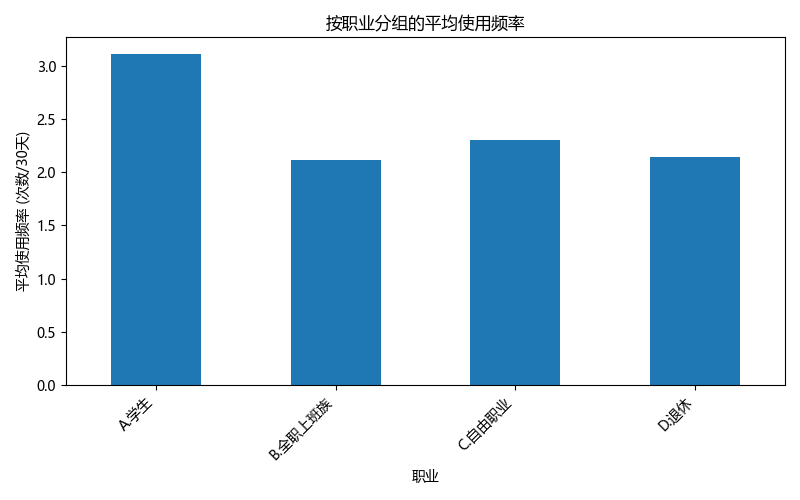 按职业分组的平均使用频率
平均使用频率 (次数/30天)
3.0
2.5
2.0
1.5
1.0
0.5
0.0
A.学生
B.全职上班族
C.自由职业
D.退休
职业